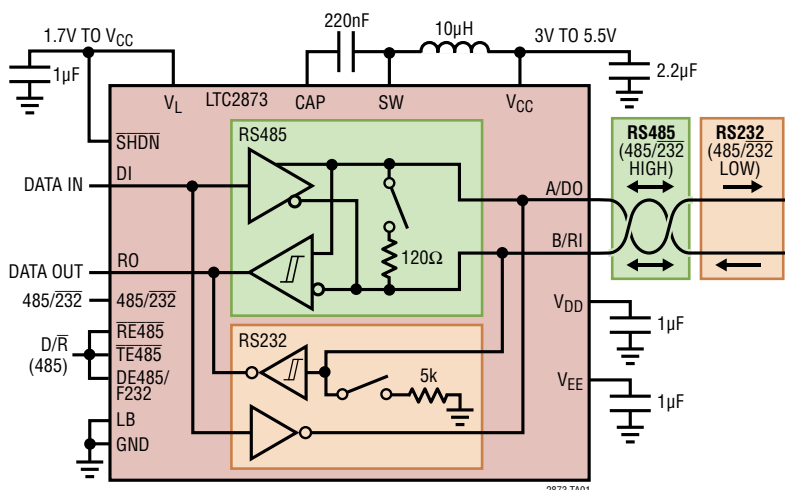 220nF
10µH
1.7V TO VCC
3V TO 5.5V
1µF
2.2µF
VL
LTC2873
CAP
SW
VCC
SHDN
RS485
RS485
(485/232
HIGH)
RS232
(485/232
LOW)
DATA IN
DI
A/DO
B/RI
120Ω
DATA OUT
RO
485/232
485/232
VDD
1µF
RE485
D/R
(485)
TE485
DE485/
F232
RS232
5k
VEE
1µF
LB
GND
2873 TA01